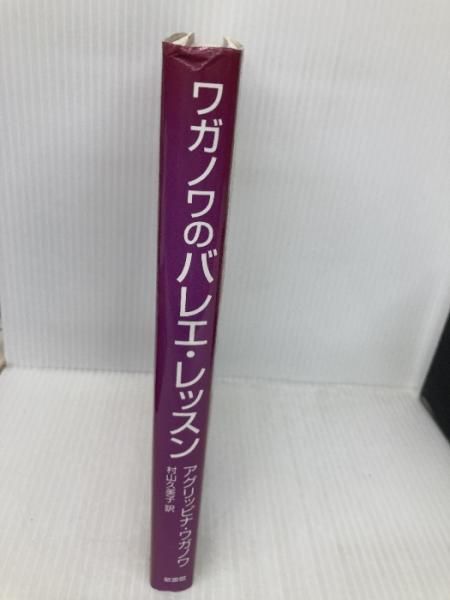 ワガノワのバレエ・レッスン
アグリッピナ・ワガノワ
村山久美子 訳
新書館